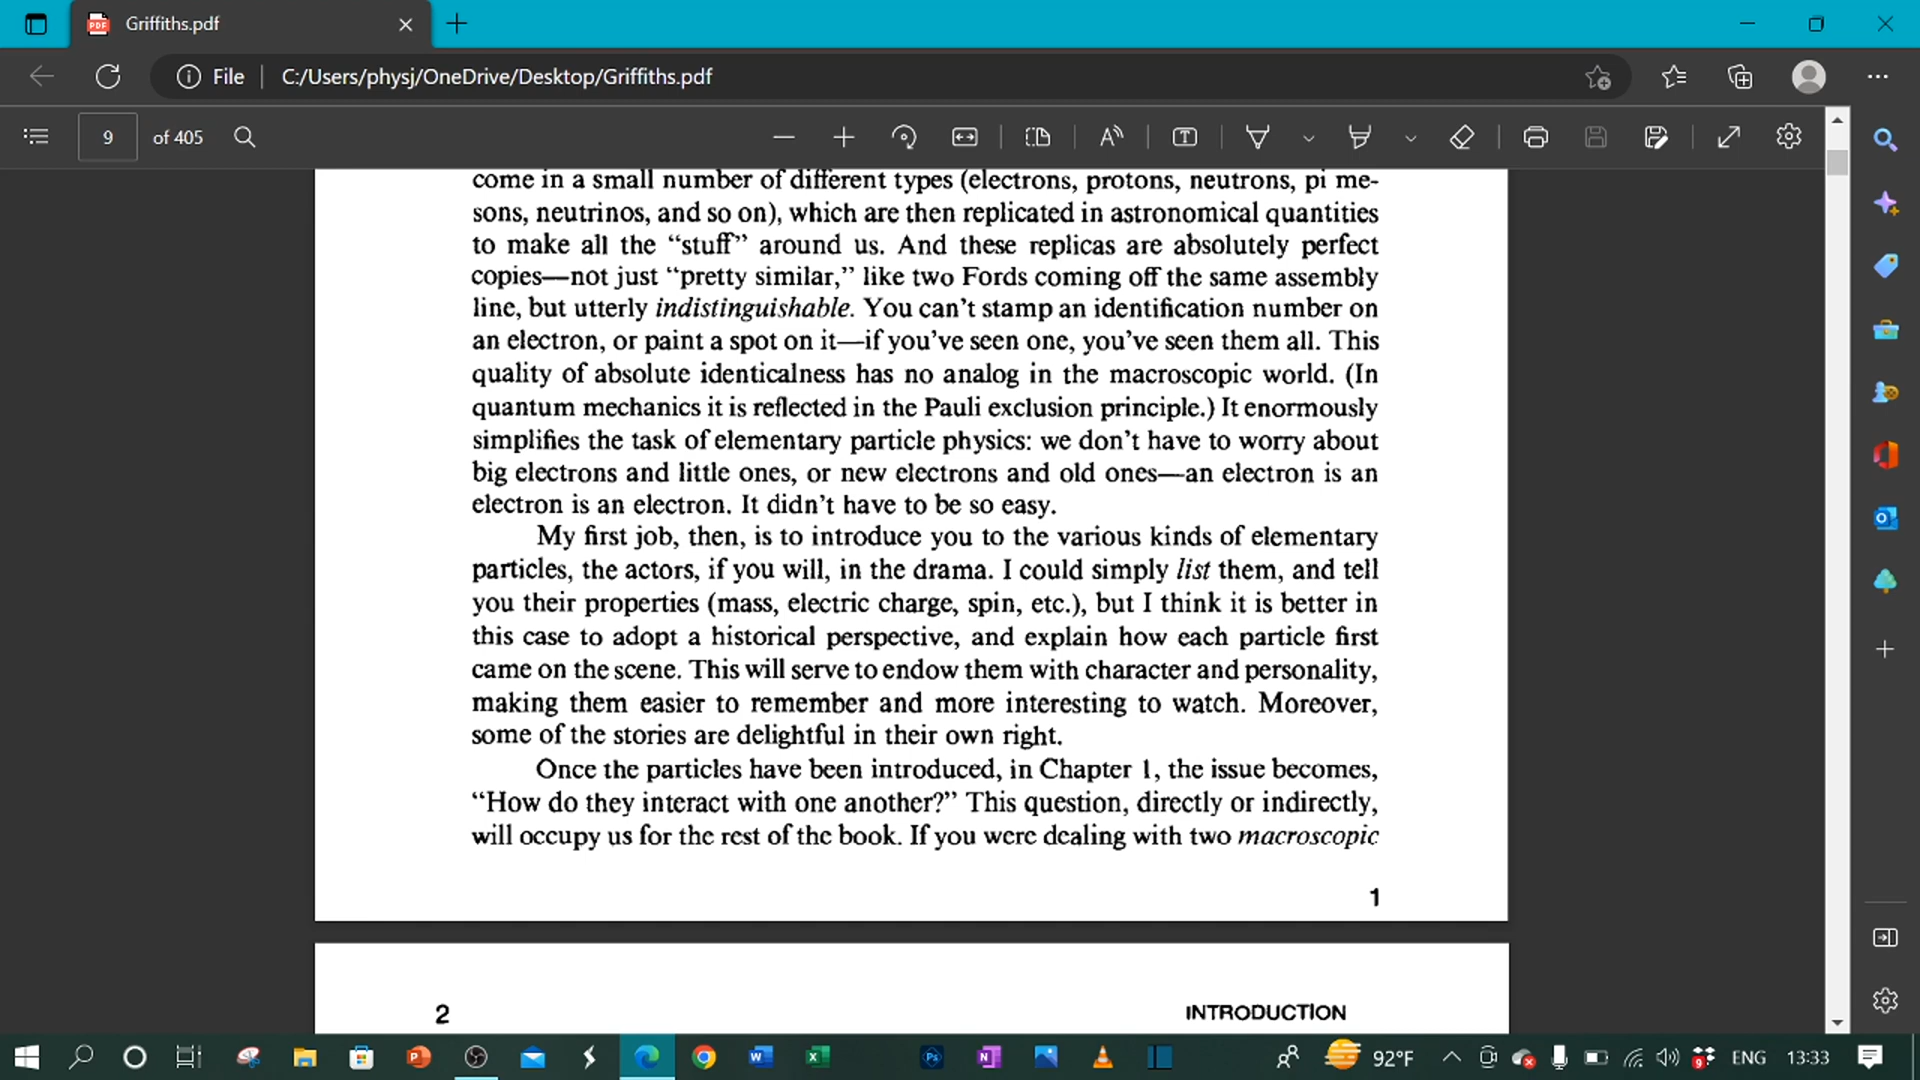 Griffiths.pdf
File
C:/Users/physj/OneDrive/Desktop/Griffiths.pdf
9 of 405
come in a small number of different types (electrons, protons, neutrons, pi me-
sons, neutrinos, and so on), which are then replicated in astronomical quantities
to make all the “stuff” around us. And these replicas are absolutely perfect
copies—not just “pretty similar,” like two Fords coming off the same assembly
line, but utterly indistinguishable. You can’t stamp an identification number on
an electron, or paint a spot on it—if you’ve seen one, you’ve seen them all. This
quality of absolute identicalness has no analog in the macroscopic world. (In
quantum mechanics it is reflected in the Pauli exclusion principle.) It enormously
simplifies the task of elementary particle physics: we don’t have to worry about
big electrons and little ones, or new electrons and old ones—an electron is an
electron is an electron. It didn’t have to be so easy.
My first job, then, is to introduce you to the various kinds of elementary
particles, the actors, if you will, in the drama. I could simply list them, and tell
you their properties (mass, electric charge, spin, etc.), but I think it is better in
this case to adopt a historical perspective, and explain how each particle first
came on the scene. This will serve to endow them with character and personality,
making them easier to remember and more interesting to watch. Moreover,
some of the stories are delightful in their own right.
Once the particles have been introduced, in Chapter 1, the issue becomes,
“How do they interact with one another?” This question, directly or indirectly,
will occupy us for the rest of the book. If you were dealing with two macroscopic
1
2 INTRODUCTION
92°F ENG 13:33